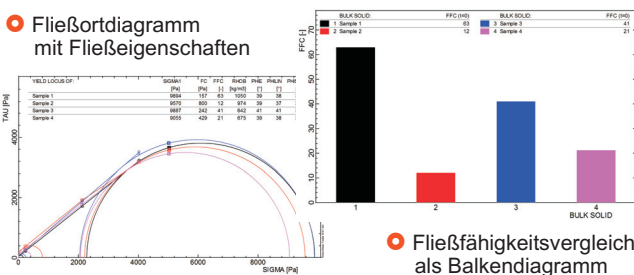 Fließortdiagramm
mit Fließeigenschaften
YIELD LOCUS OF: SIGMA1 FC FFC RHOB PHIE PHILIN
[Pa] [Pa] [-] [kg/m3] [°] [°]
Sample 1 9894 157 63 1050 39 38
Sample 2 9570 800 12 974 39 37
Sample 3 9887 242 41 642 41 41
Sample 4 9055 429 21 675 39 38
TAU [Pa]
4000
2000
0
0 2000 4000 6000 8000
SIGMA [Pa]
BULK SOLID: FFC (t=0) BULK SOLID: FFC (t=0)
1 Sample 1 63 3 Sample 3 41
2 Sample 2 12 4 Sample 4 21
FFC [-]
70
60
50
40
30
20
10
0
1 2 3 4
BULK SOLID
Fließfähigkeitsvergleich
als Balkendiagramm